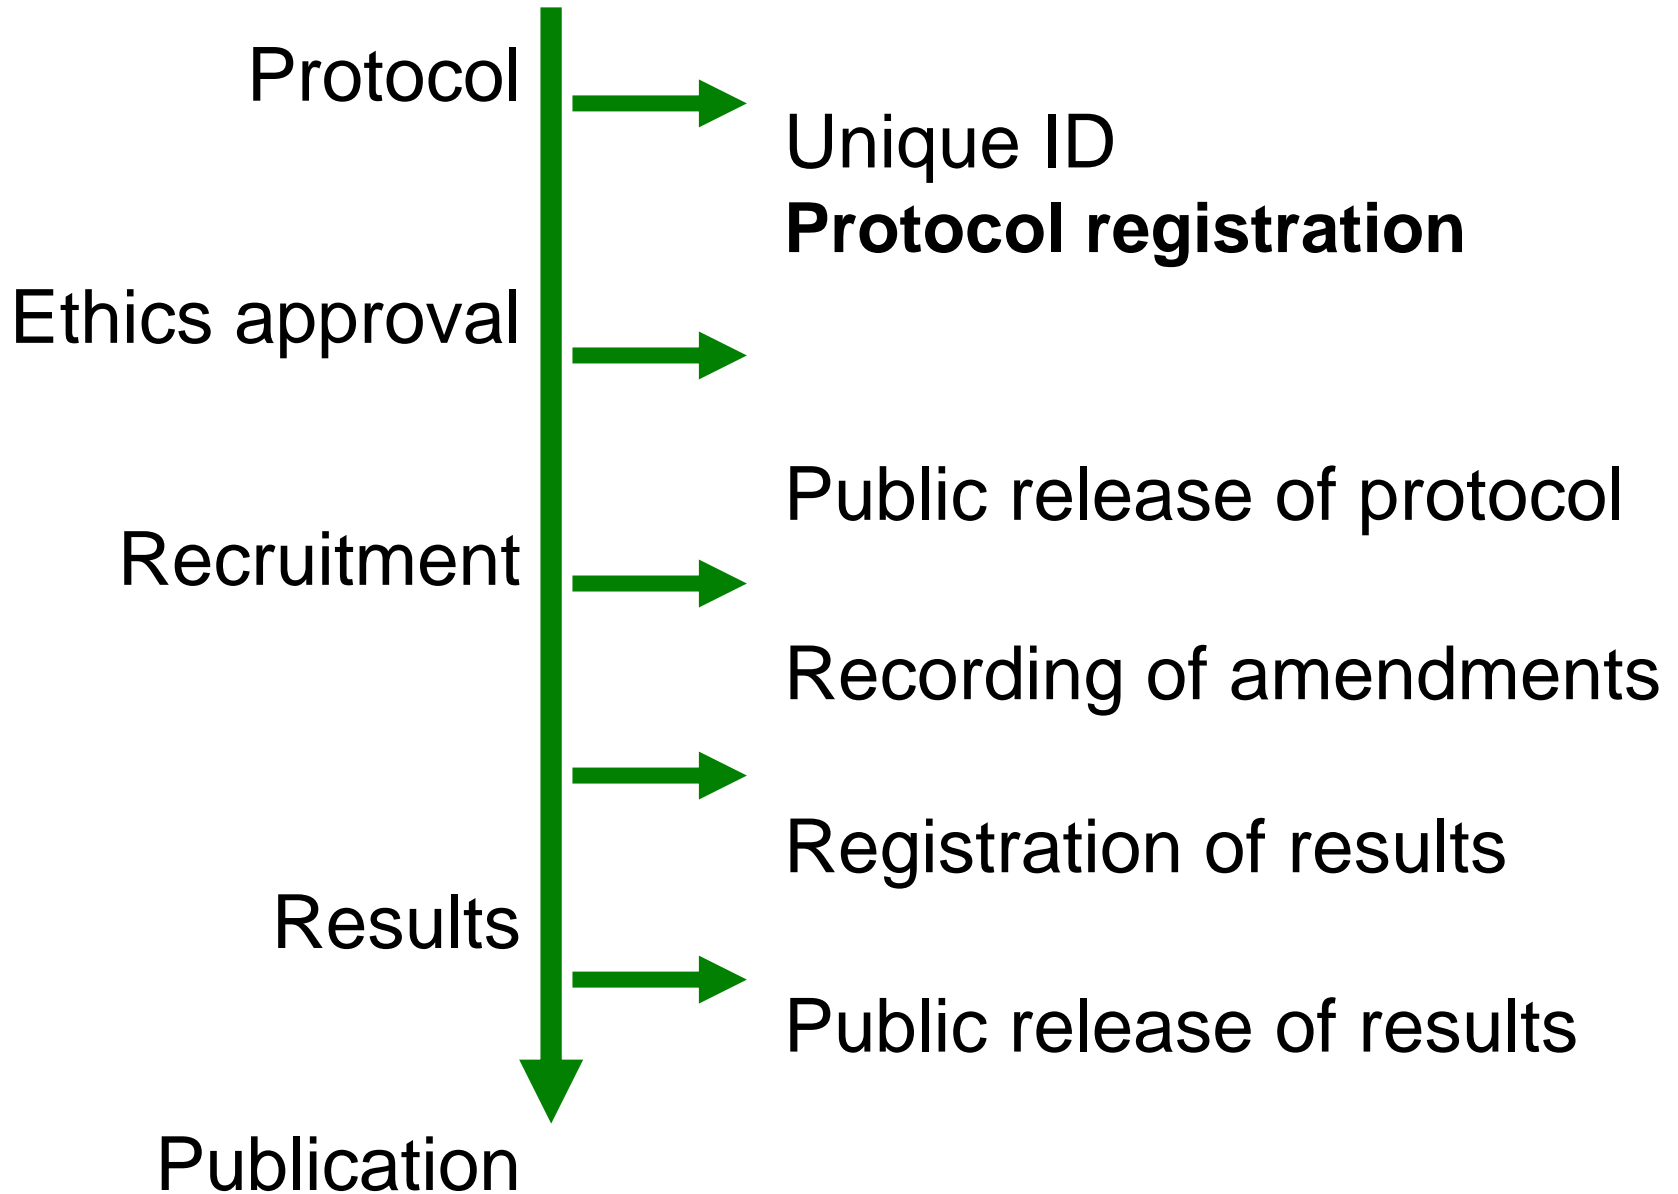 Protocol
Unique ID
Protocol registration
Ethics approval
Public release of protocol
Recruitment
Recording of amendments
Registration of results
Results
Public release of results
Publication